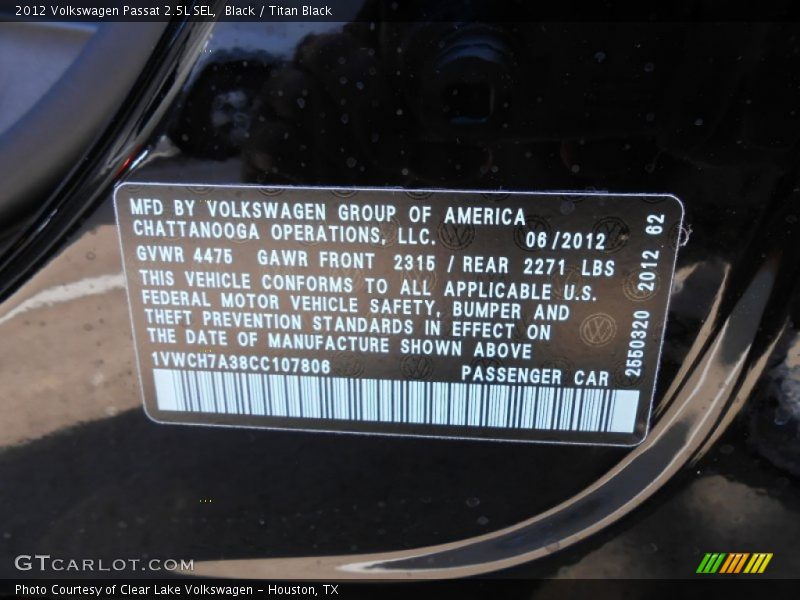 2012 Volkswagen Passat 2.5L SEL,  Black / Titan Black
MFD BY VOLKSWAGEN GROUP OF AMERICA
CHATTANOOGA OPERATIONS, LLC. 06/2012
GVWR 4475 GAWR FRONT 2315 / REAR 2271 LBS
THIS VEHICLE CONFORMS TO ALL APPLICABLE U.S.
FEDERAL MOTOR VEHICLE SAFETY, BUMPER AND
THEFT PREVENTION STANDARDS IN EFFECT ON
THE DATE OF MANUFACTURE SHOWN ABOVE
1VWCH7A38CC107806 PASSENGER CAR
2550320 2012 62
GTCARLOT.COM
Photo Courtesy of Clear Lake Volkswagen - Houston, TX